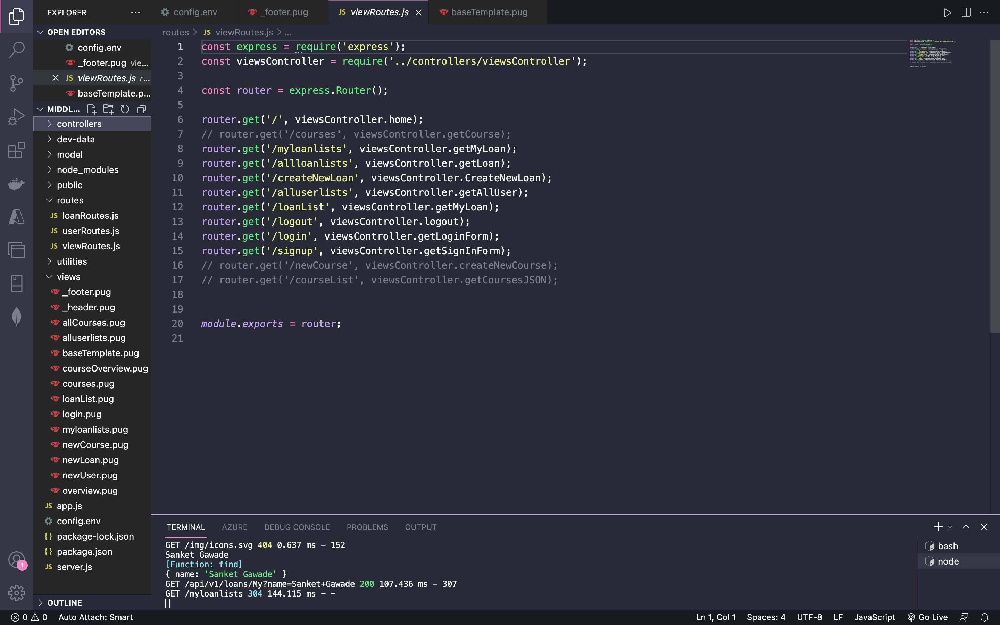 EXPLORER
config.env
_footer.pug
viewRoutes.js
baseTemplate.pug
OPEN EDITORS
config.env
_footer.pug vie...
viewRoutes.js r...
baseTemplate.p...
MIDDL...
controllers
dev-data
model
node_modules
public
routes
loanRoutes.js
userRoutes.js
viewRoutes.js
utilities
views
_footer.pug
_header.pug
allCourses.pug
alluserlists.pug
baseTemplate.pug
courseOverview.pug
courses.pug
loanList.pug
login.pug
myloanlists.pug
newCourse.pug
newLoan.pug
newUser.pug
overview.pug
app.js
config.env
package-lock.json
package.json
server.js
OUTLINE
routes > JS viewRoutes.js > ...
1 const express = require('express');
2 const viewsController = require('../controllers/viewsController');
3
4 const router = express.Router();
5
6 router.get('/', viewsController.home);
7 // router.get('/courses', viewsController.getCourse);
8 router.get('/myloanlists', viewsController.getMyLoan);
9 router.get('/allloanlists', viewsController.getLoan);
10 router.get('/createNewLoan', viewsController.CreateNewLoan);
11 router.get('/alluserlists', viewsController.getAllUser);
12 router.get('/loanList', viewsController.getMyLoan);
13 router.get('/logout', viewsController.logout);
14 router.get('/login', viewsController.getLoginForm);
15 router.get('/signup', viewsController.getSignInForm);
16 // router.get('/newCourse', viewsController.createNewCourse);
17 // router.get('/courseList', viewsController.getCoursesJSON);
18
19
20 module.exports = router;
21
TERMINAL AZURE DEBUG CONSOLE PROBLEMS OUTPUT
GET /img/icons.svg 404 0.637 ms - 152
Sanket Gawade
[Function: find]
{ name: 'Sanket Gawade' }
GET /api/v1/loans/My?name=Sanket+Gawade 200 107.436 ms - 307
GET /myloanlists 304 144.115 ms - -
bash
node
1
0 0 Auto Attach: Smart
Ln 1, Col 1 Spaces: 4 UTF-8 LF JavaScript Go Live